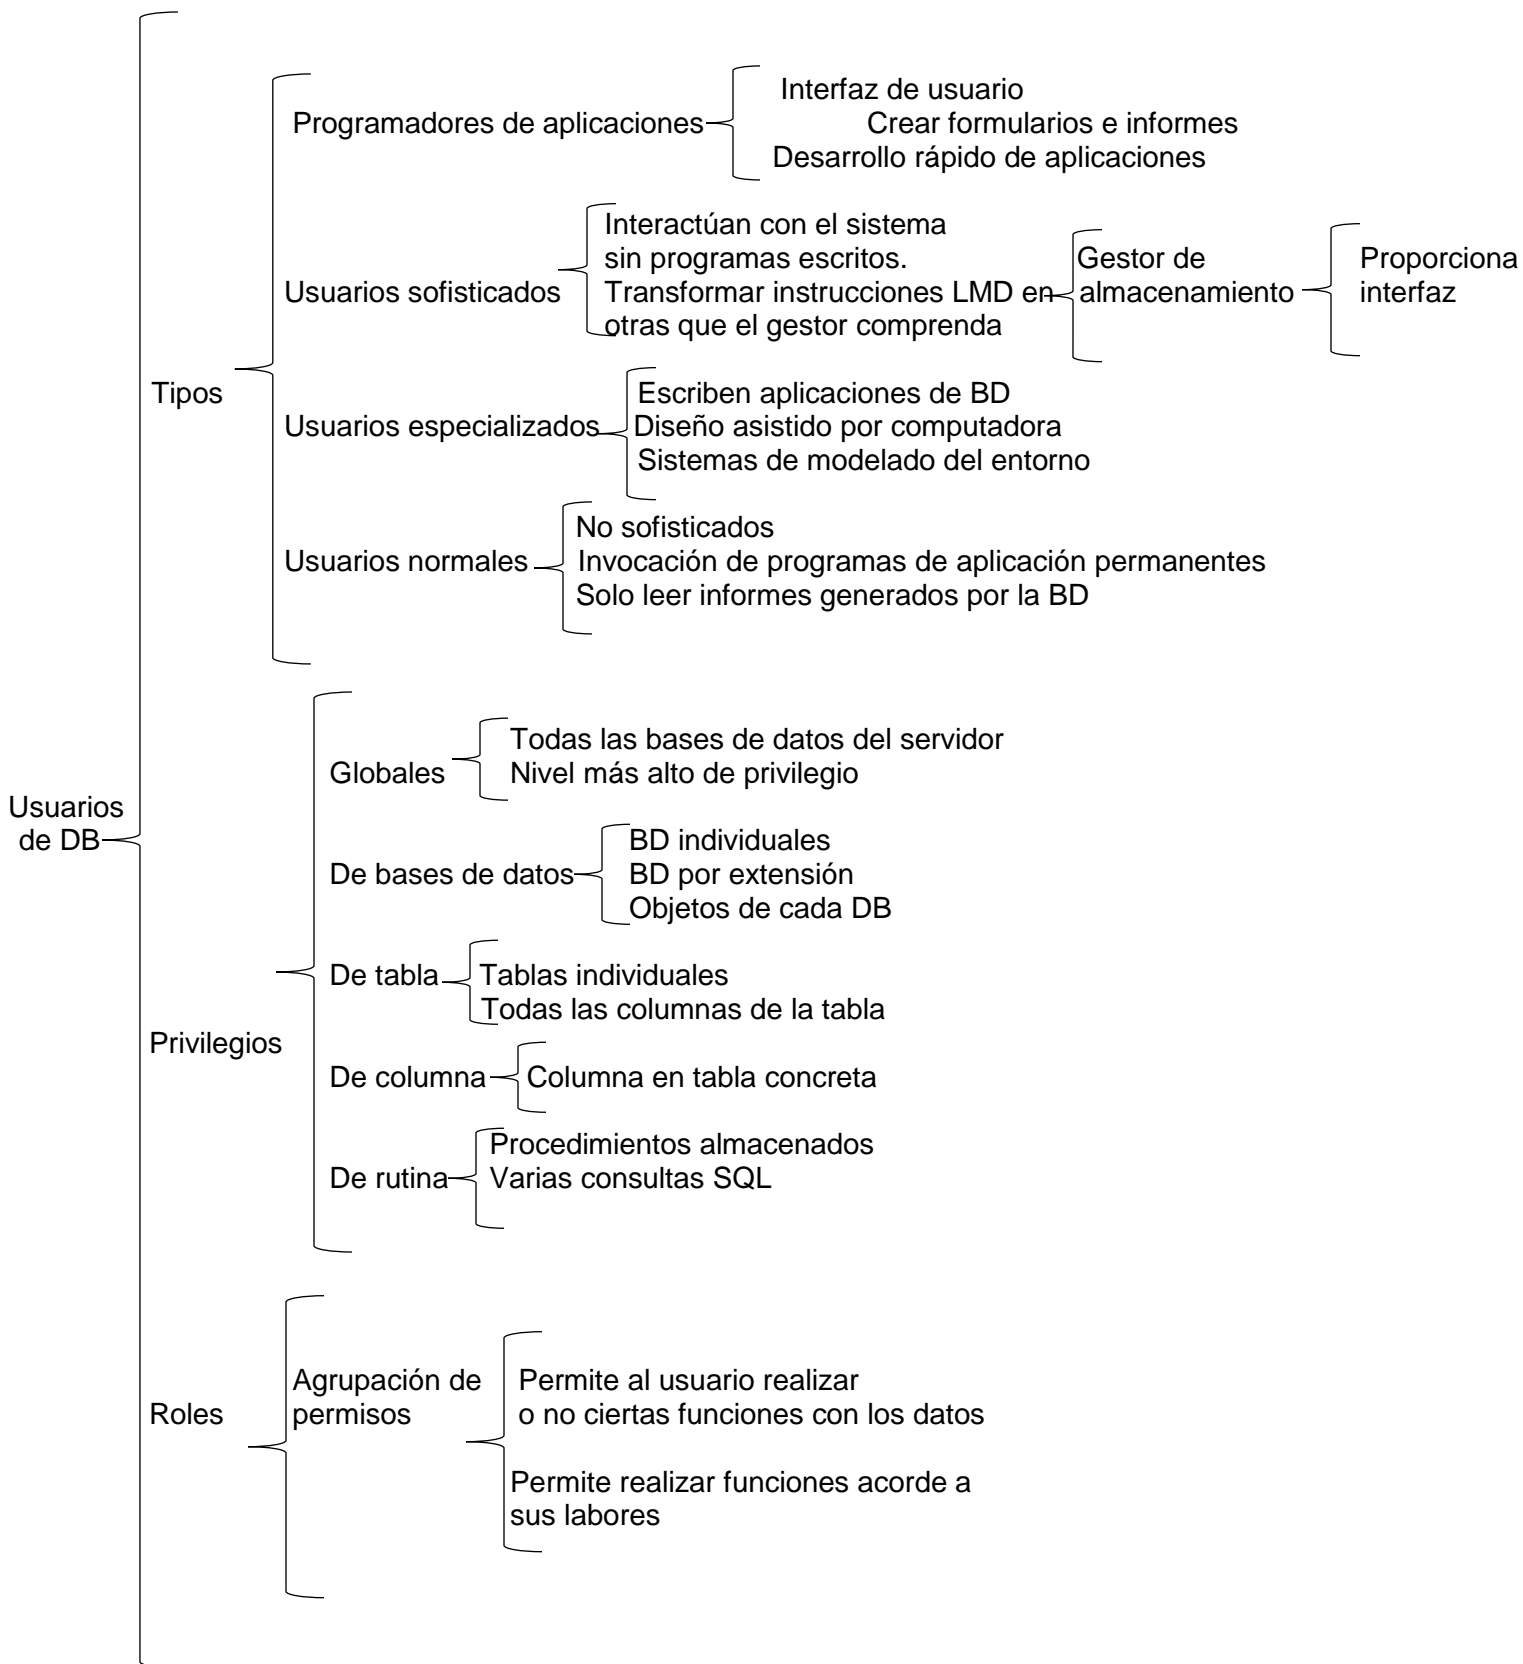 Interfaz de usuario
Programadores de aplicaciones
Crear formularios e informes
Desarrollo rápido de aplicaciones
Interactúan con el sistema
sin programas escritos.
Usuarios sofisticados
Transformar instrucciones LMD en
otras que el gestor comprenda
Gestor de
almacenamiento
Proporciona
interfaz
Tipos
Escriben aplicaciones de BD
Usuarios especializados
Diseño asistido por computadora
Sistemas de modelado del entorno
No sofisticados
Usuarios normales
Invocación de programas de aplicación permanentes
Solo leer informes generados por la BD
Todas las bases de datos del servidor
Globales
Nivel más alto de privilegio
Usuarios
de DB
BD individuales
De bases de datos
BD por extensión
Objetos de cada DB
De tabla
Tablas individuales
Todas las columnas de la tabla
Privilegios
De columna
Columna en tabla concreta
Procedimientos almacenados
De rutina
Varias consultas SQL
Roles
Agrupación de
permisos
Permite al usuario realizar
o no ciertas funciones con los datos
Permite realizar funciones acorde a
sus labores